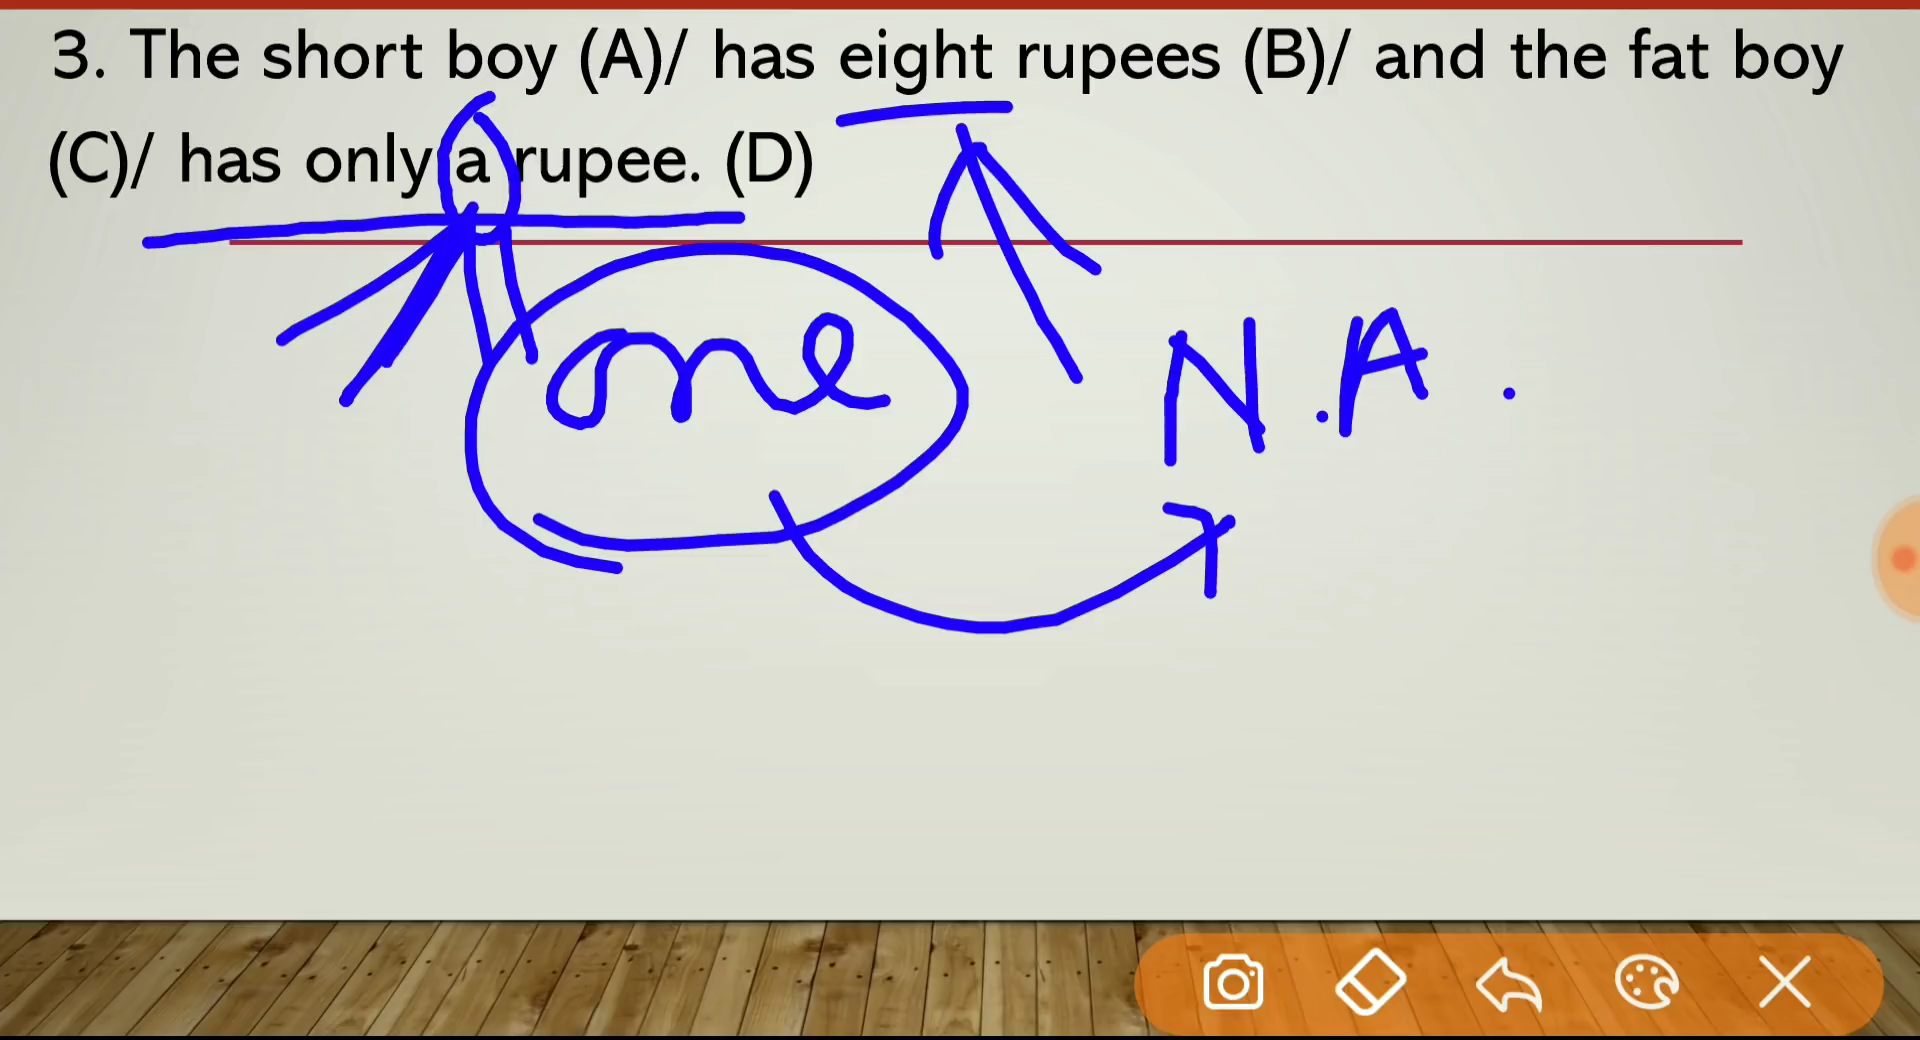 3. The short boy (A)/ has eight rupees (B)/ and the fat boy
(C)/ has only a rupee. (D)
one
N.A.